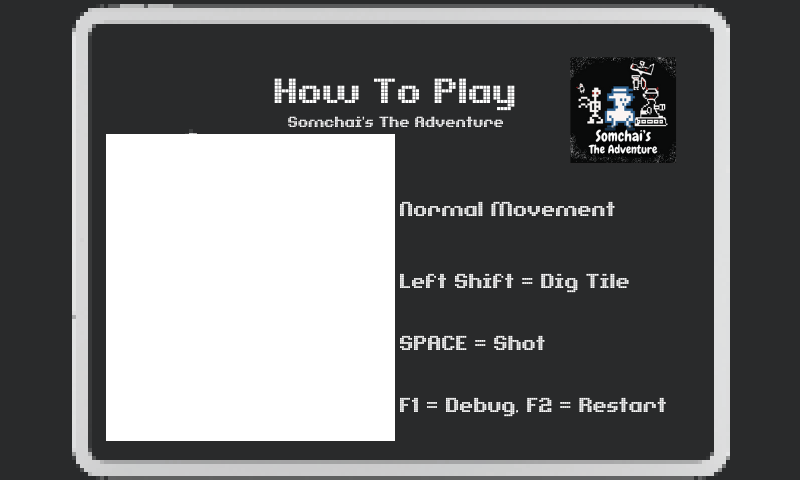 How To Play
Somchai's The Adventure
Somchai's
The Adventure
Normal Movement
Left Shift = Dig Tile
SPACE = Shot
F1 = Debug, F2 = Restart